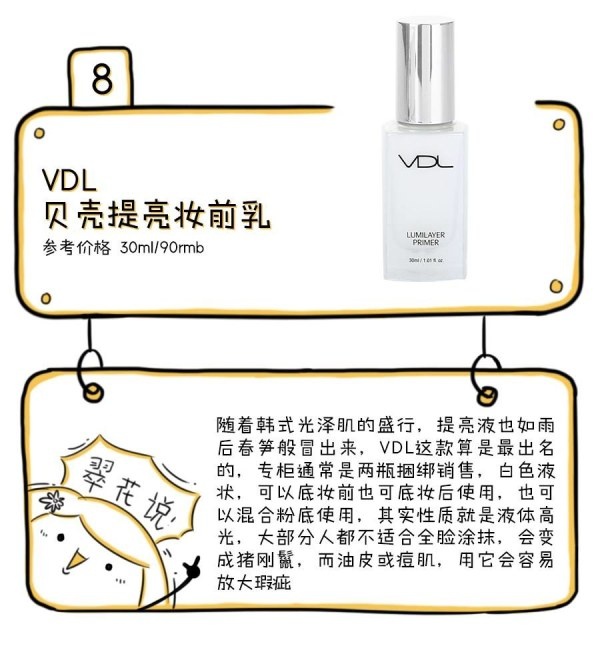 8
VDL
贝壳提亮妆前乳
参考价格 30ml/90rmb
VDL
LUMILAYER
PRIMER
30ml / 1.01 fl oz
翠花说
随着韩式光泽肌的盛行，提亮液也如雨
后春笋般冒出来，VDL这款算是最出名
的，专柜通常是两瓶捆绑销售，白色液
状，可以底妆前也可底妆后使用，也可
以混合粉底使用，其实性质就是液体高
光，大部分人都不适合全脸涂抹，会变
成猪刚鬣，而油皮或痘肌，用它会容易
放大瑕疵